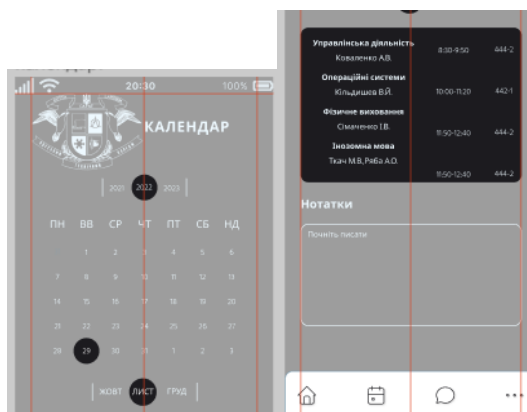 20:30 100%
КАЛЕНДАР
2021 2022 2023
ПН ВВ СР ЧТ ПТ СБ НД
1 2 3 4 5 6
7 8 9 10 11 12 13
14 15 16 17 18 19 20
21 22 23 24 25 26 27
28 29 30 31 1 2 3
ЖОВТ ЛИСТ ГРУД
Управлінська діяльність
Коваленко А.В. 8:30-9:50 444-2
Операційні системи
Кільдишев В.Й. 10:00-11:20 442-1
Фізичне виховання
Сімаченко І.В.
11:50-12:40 444-2
Іноземна мова
Ткач М.В, Ряба А.О.
11:50-12:40 444-2
Нотатки
Почніть писати